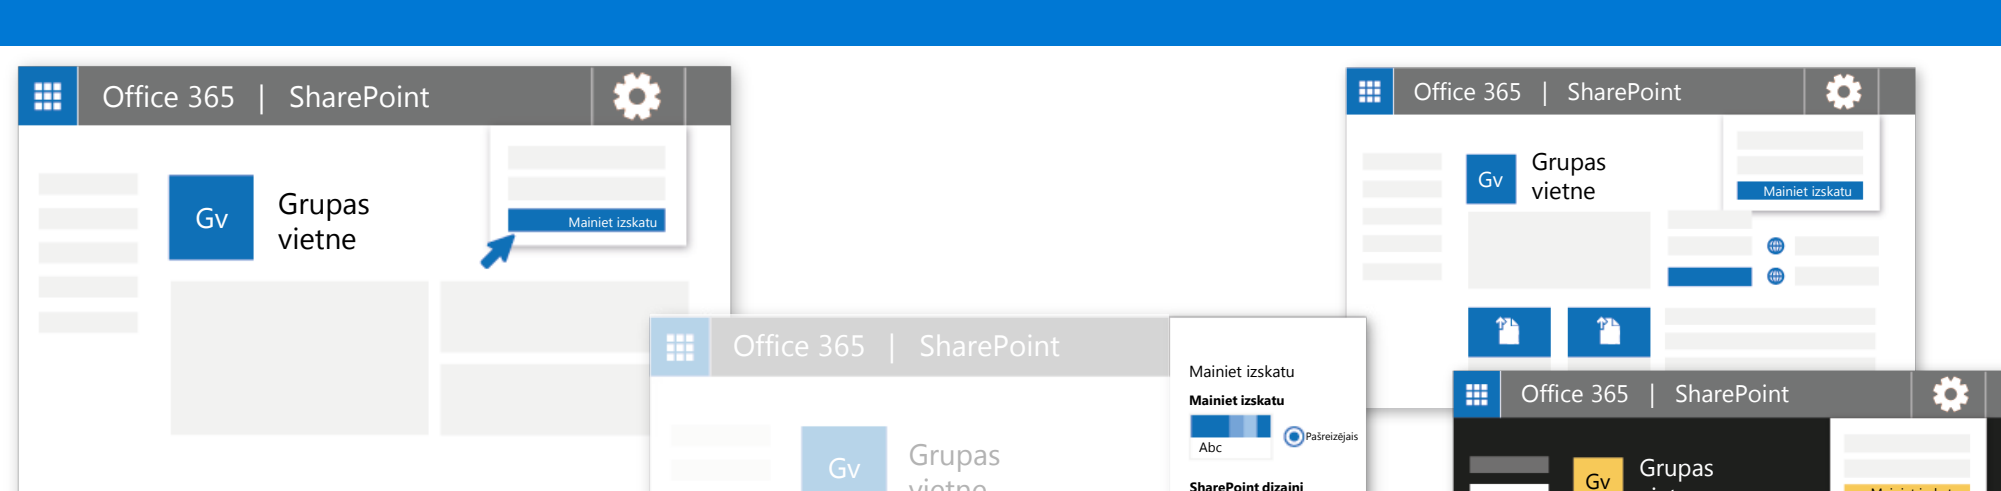 Office 365 | SharePoint
Gv
Grupas
vietne
Mainiet izskatu
Office 365 | SharePoint
Gv
Grupas
vietne
Mainiet izskatu
Mainiet izskatu
Abc
Pašreizējais
SharePoint dizaini
Office 365 | SharePoint
Gv
Grupas
vietne
Mainiet izskatu
Office 365 | SharePoint
Gv
Grupas